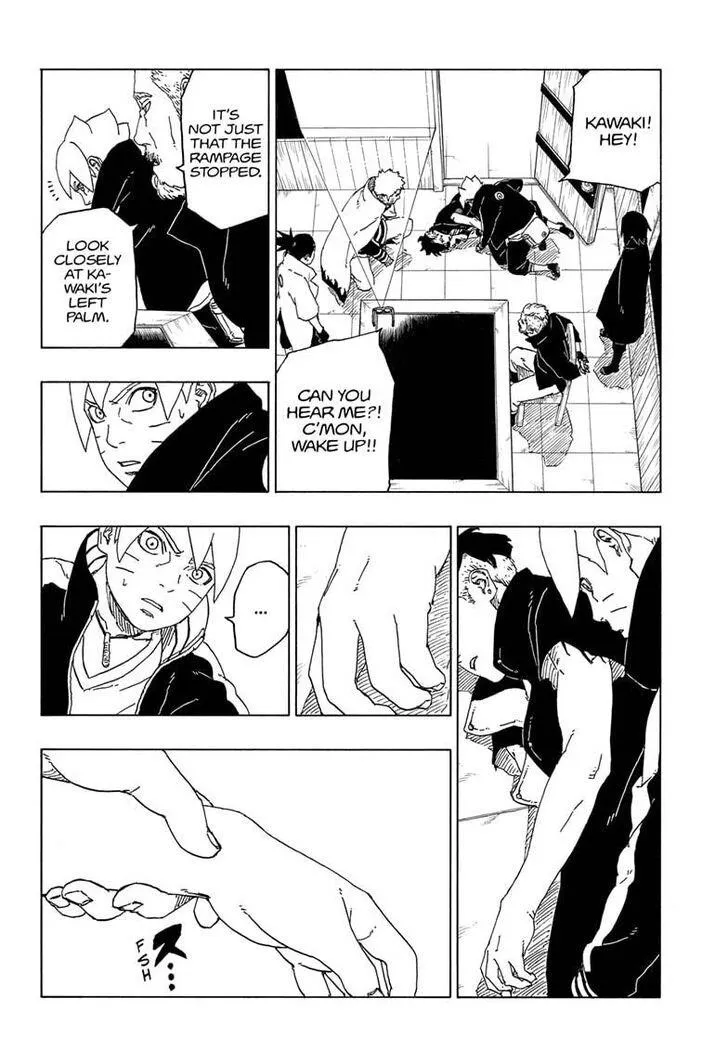 KAWAKI!
HEY!
CAN YOU
HEAR ME?!
C'MON,
WAKE UP!!
IT'S
NOT JUST
THAT THE
RAMPAGE
STOPPED.
LOOK
CLOSELY
AT KA-
WAKI'S
LEFT
PALM.
...
ス...
FSH